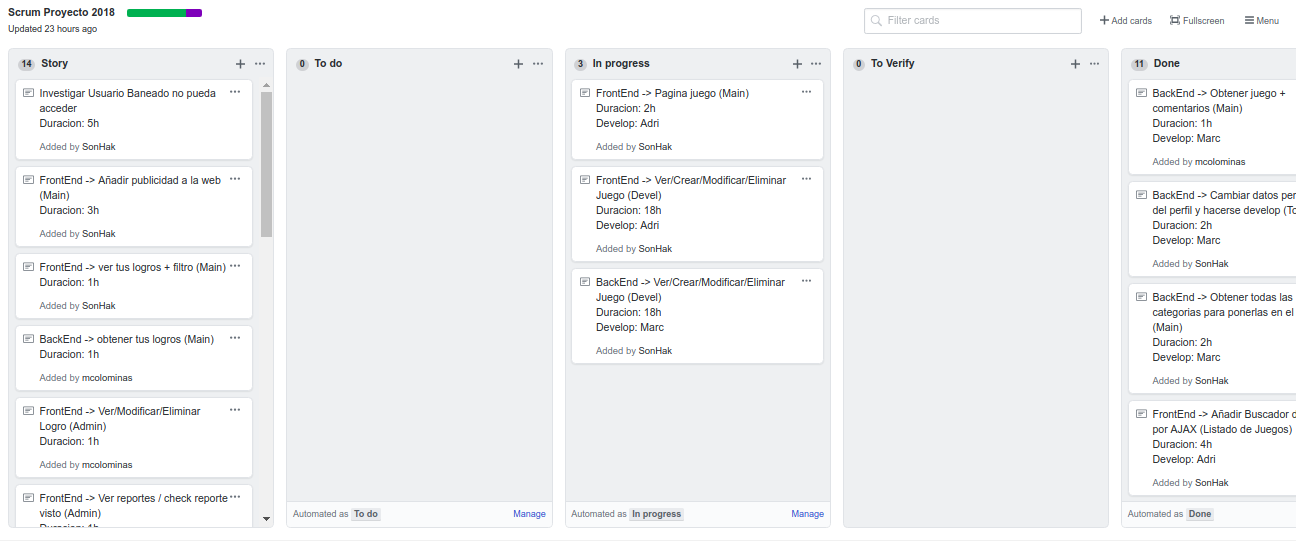 Scrum Proyecto 2018
Updated 23 hours ago
Filter cards
Add cards
Fullscreen
Menu
14 Story
Investigar Usuario Baneado no pueda
acceder
Duracion: 5h
Added by SonHak
FrontEnd -> Añadir publicidad a la web
(Main)
Duracion: 3h
Added by SonHak
FrontEnd -> ver tus logros + filtro (Main)
Duracion: 1h
Added by SonHak
BackEnd -> obtener tus logros (Main)
Duracion: 1h
Added by mcolominas
FrontEnd -> Ver/Modificar/Eliminar
Logro (Admin)
Duracion: 1h
Added by mcolominas
FrontEnd -> Ver reportes / check reporte
visto (Admin)
Duracion: 1h
0 To do
Automated as To do
Manage
3 In progress
FrontEnd -> Pagina juego (Main)
Duracion: 2h
Develop: Adri
Added by SonHak
FrontEnd -> Ver/Crear/Modificar/Eliminar
Juego (Devel)
Duracion: 18h
Develop: Adri
Added by SonHak
BackEnd -> Ver/Crear/Modificar/Eliminar
Juego (Devel)
Duracion: 18h
Develop: Marc
Added by SonHak
Automated as In progress
Manage
0 To Verify
11 Done
BackEnd -> Obtener juego +
comentarios (Main)
Duracion: 1h
Develop: Marc
Added by mcolominas
BackEnd -> Cambiar datos per
del perfil y hacerse develop (To
Duracion: 2h
Develop: Marc
Added by SonHak
BackEnd -> Obtener todas las
categorias para ponerlas en el
(Main)
Duracion: 2h
Develop: Marc
Added by SonHak
FrontEnd -> Añadir Buscador d
por AJAX (Listado de Juegos)
Duracion: 4h
Develop: Adri
Added by SonHak
Automated as Done